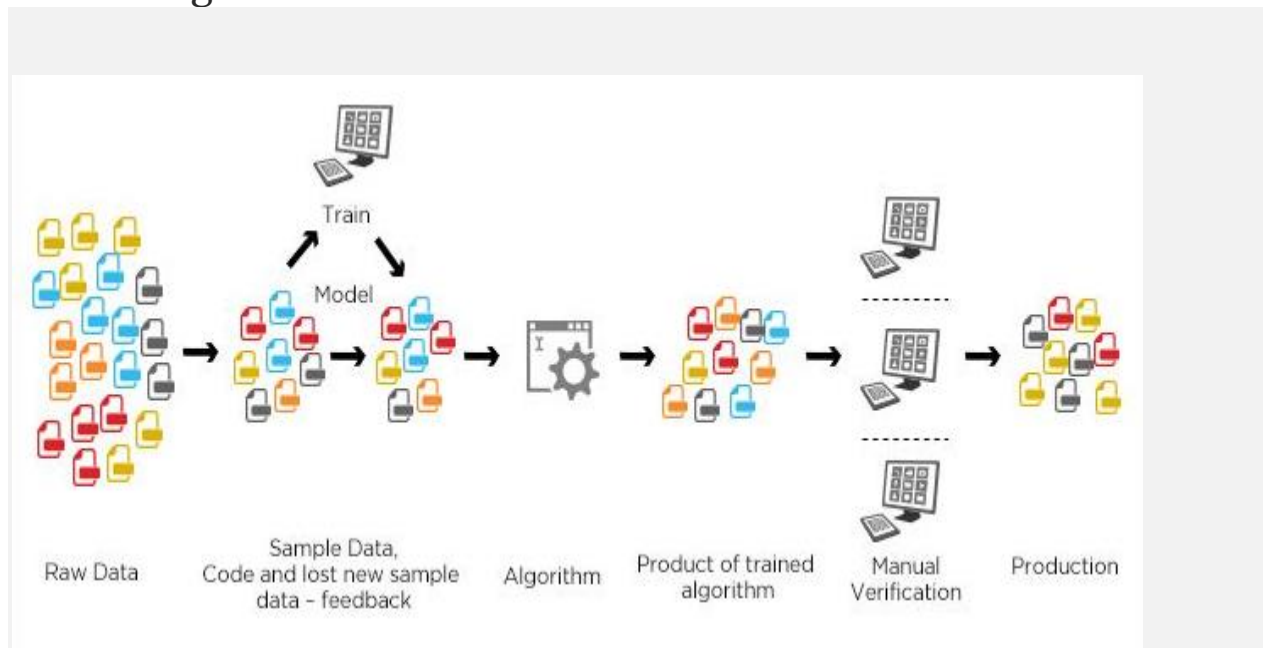 Train
Model
Raw Data
Sample Data,
Code and lost new sample
data – feedback
Algorithm
Product of trained
algorithm
Manual
Verification
Production